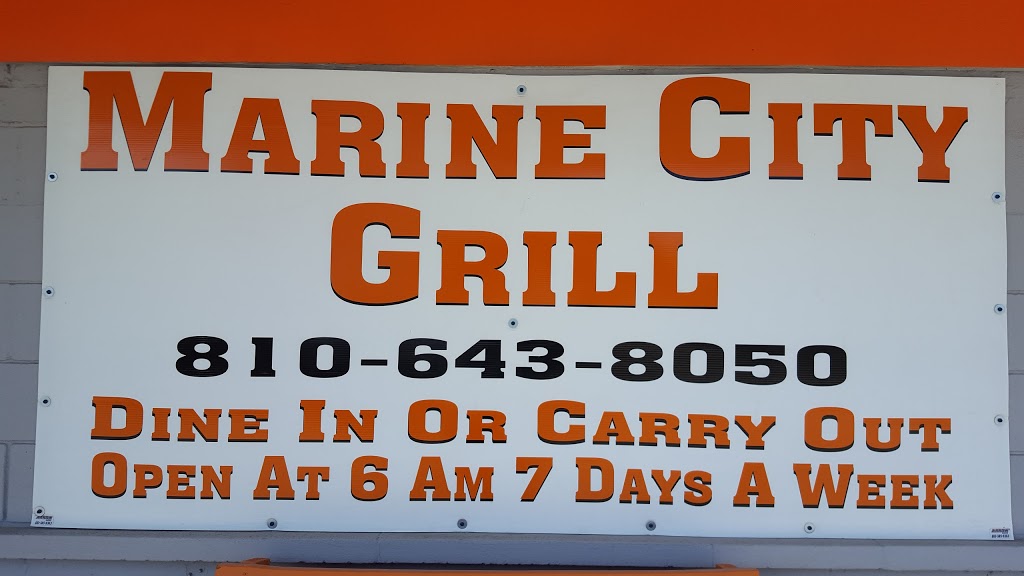 MARINE CITY
GRILL
810-643-8050
DINE IN OR CARRY OUT
OPEN AT 6 AM 7 DAYS A WEEK